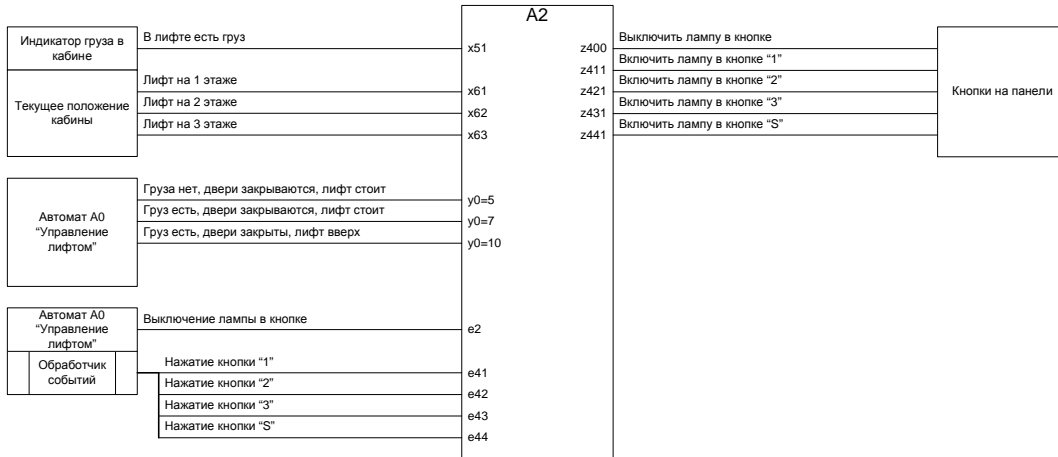 A2
Индикатор груза в
кабине
В лифте есть груз
x51
Текущее положение
кабины
Лифт на 1 этаже
x61
Лифт на 2 этаже
x62
Лифт на 3 этаже
x63
z400
Выключить лампу в кнопке
z411
Включить лампу в кнопке “1”
z421
Включить лампу в кнопке “2”
z431
Включить лампу в кнопке “3”
z441
Включить лампу в кнопке “S”
Кнопки на панели
Автомат А0
“Управление
лифтом”
Груза нет, двери закрываются, лифт стоит
y0=5
Груз есть, двери закрываются, лифт стоит
y0=7
Груз есть, двери закрыты, лифт вверх
y0=10
Автомат А0
“Управление
лифтом”
Выключение лампы в кнопке
e2
Обработчик
событий
Нажатие кнопки “1”
e41
Нажатие кнопки “2”
e42
Нажатие кнопки “3”
e43
Нажатие кнопки “S”
e44